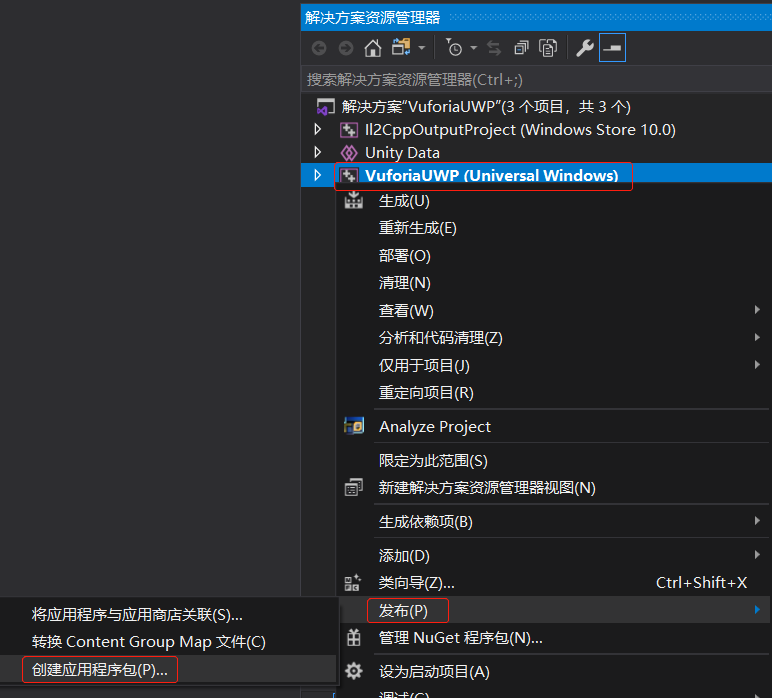 解决方案资源管理器
搜索解决方案资源管理器(Ctrl+;)
解决方案"VuforiaUWP"(3 个项目，共 3 个)
Il2CppOutputProject (Windows Store 10.0)
Unity Data
VuforiaUWP (Universal Windows)
生成(U)
重新生成(E)
部署(O)
清理(N)
查看(W)
分析和代码清理(Z)
仅用于项目(J)
重定向项目(R)
Analyze Project
限定为此范围(S)
新建解决方案资源管理器视图(N)
生成依赖项(B)
添加(D)
类向导(Z)... Ctrl+Shift+X
发布(P)
将应用程序与应用商店关联(S)...
转换 Content Group Map 文件(C)
创建应用程序包(P)...
管理 NuGet 程序包(N)...
设为启动项目(A)
调试(G)